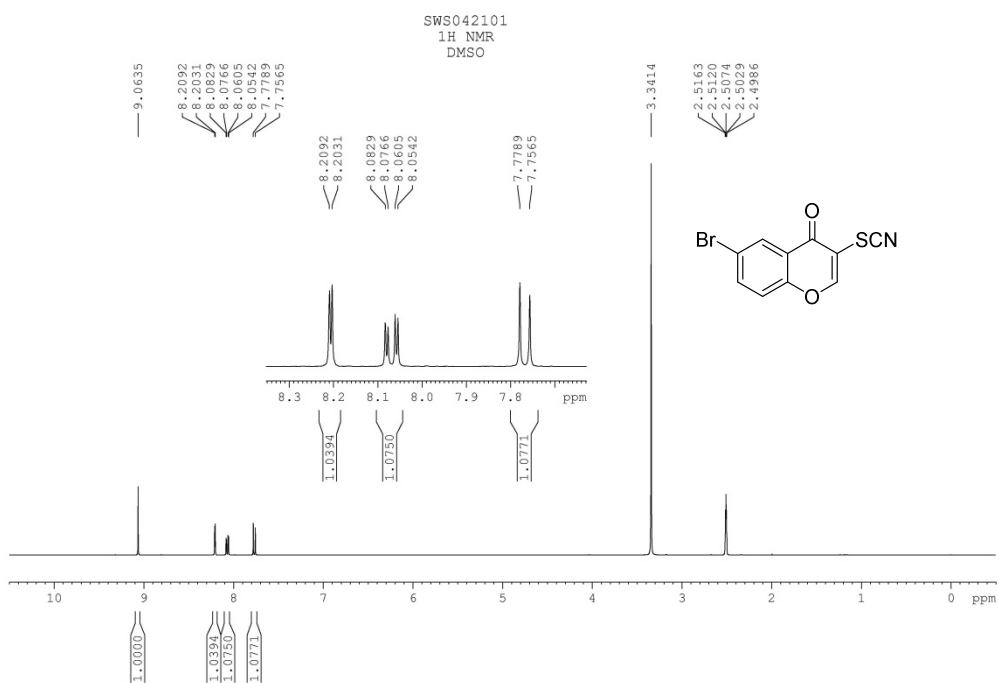 SWS042101
1H NMR
DMSO
9.0635
8.2092
8.2031
8.0829
8.0766
8.0605
8.0542
7.7789
7.7565
3.3414
2.5163
2.5120
2.5074
2.5029
2.4986
8.2092
8.2031
8.0829
8.0766
8.0605
8.0542
7.7789
7.7565
O
Br
SCN
O
8.3 8.2 8.1 8.0 7.9 7.8 ppm
1.0394 1.0750 1.0771
10 9 8 7 6 5 4 3 2 1 0 ppm
1.0000 1.0394 1.0750 1.0771